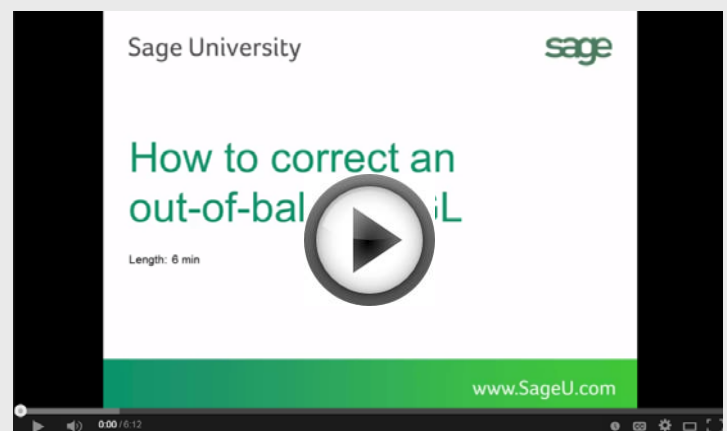 Sage University
sage
How to correct an
out-of-bal L
Length: 6 min
www.SageU.com
0:00 / 6:12